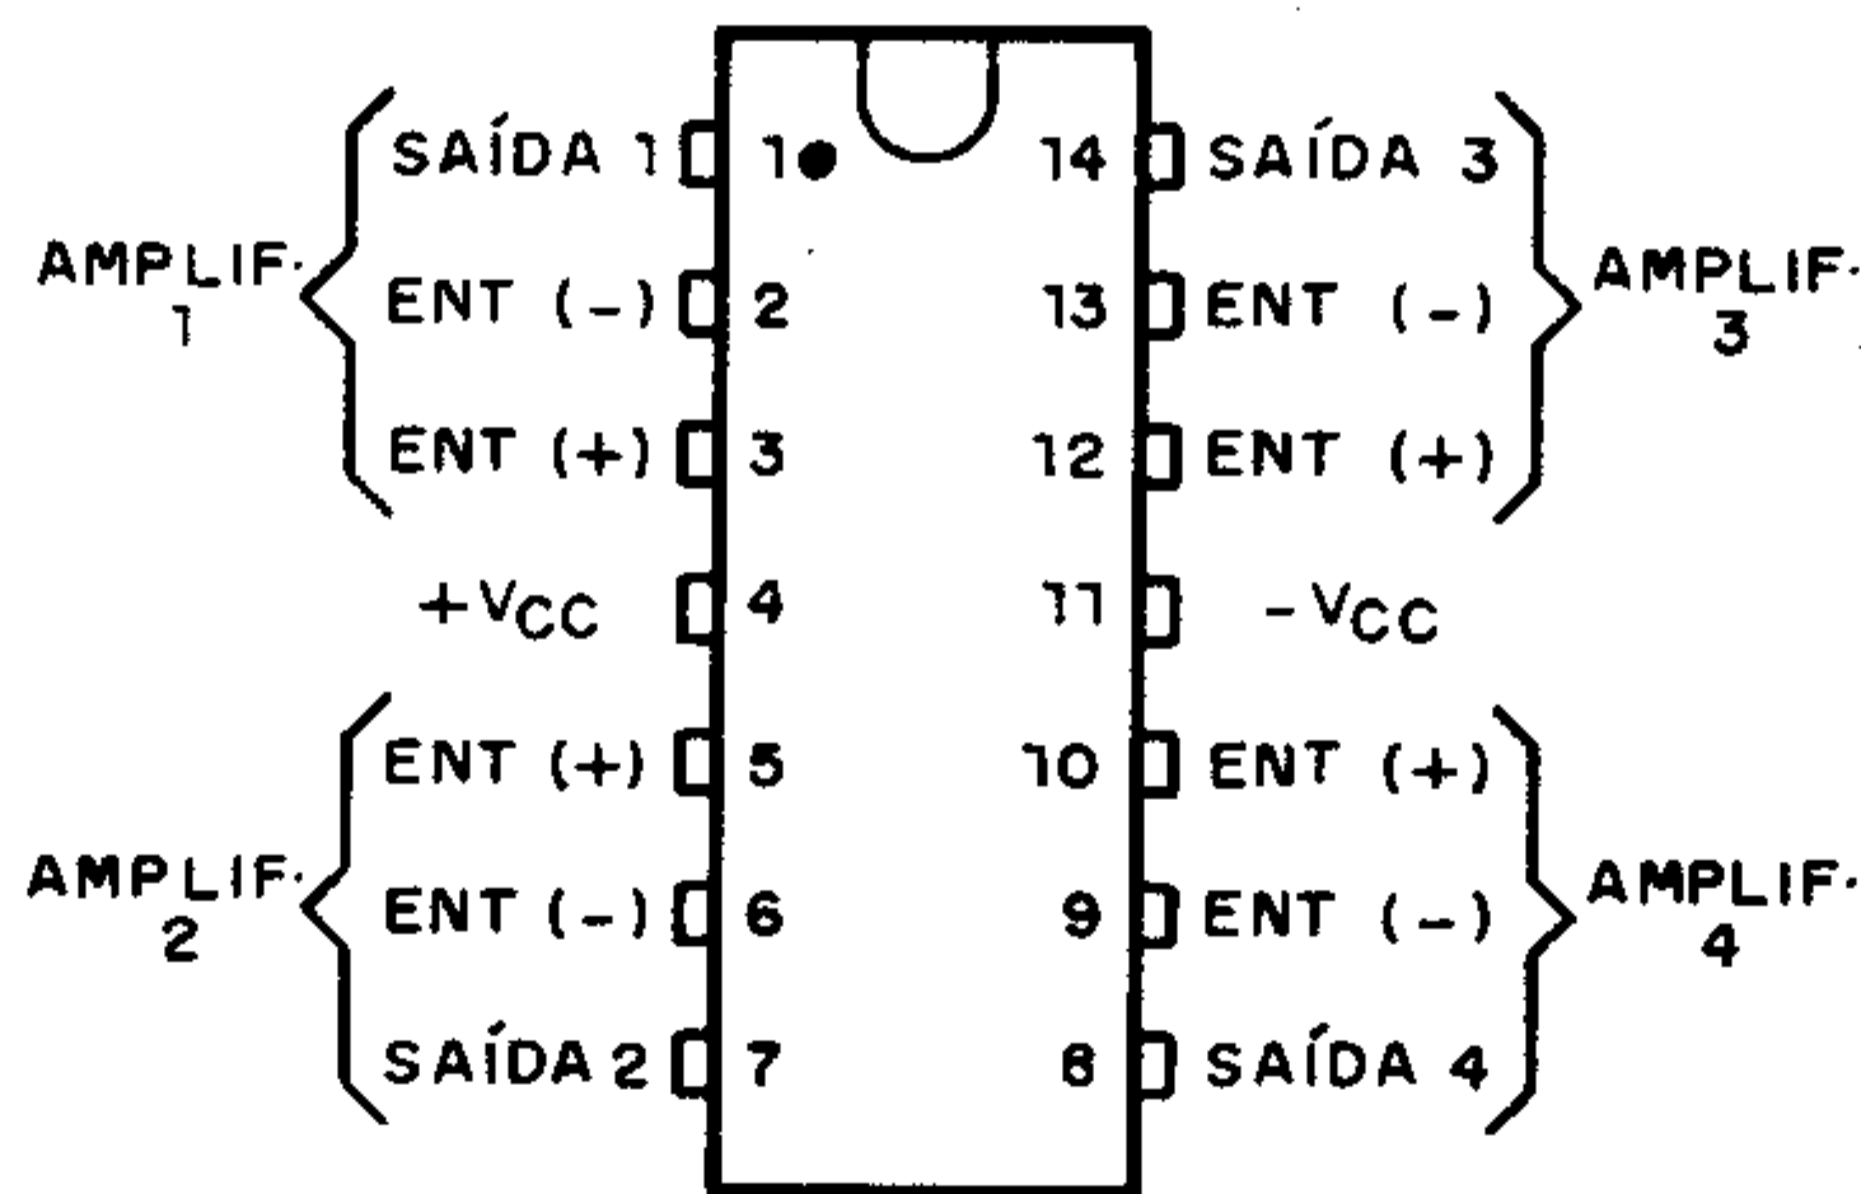 SAÍDA 1 1 14 SAÍDA 3
AMPLIF. 1
ENT (-) 2 13 ENT (-)
AMPLIF. 3
ENT (+) 3 12 ENT (+)
+VCC 4 11 -VCC
ENT (+) 5 10 ENT (+)
AMPLIF. 2
ENT (-) 6 9 ENT (-)
AMPLIF. 4
SAÍDA 2 7 8 SAÍDA 4